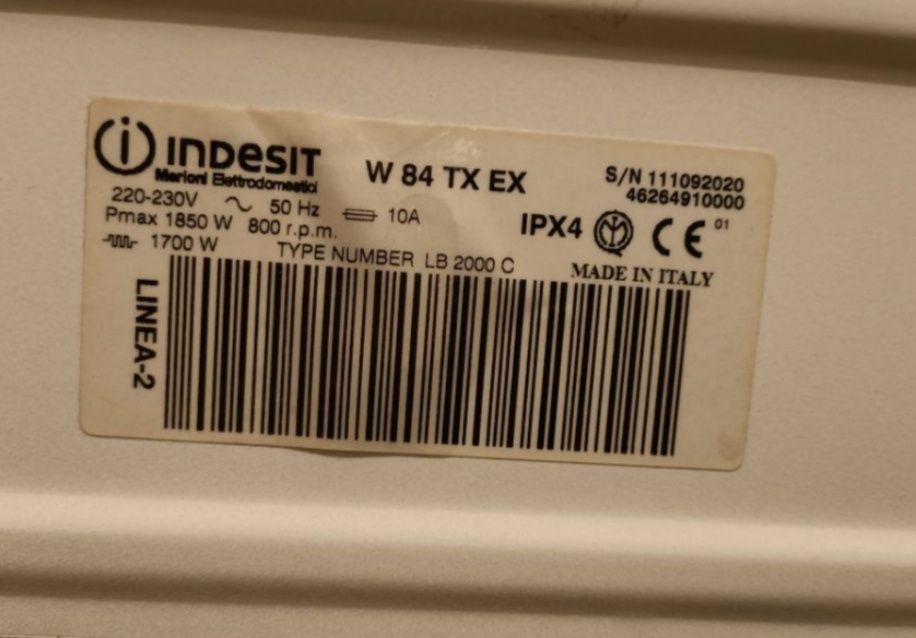 indesit
Merloni Elettrodomestici
W 84 TX EX
S/N 111092020
46264910000
220-230V 50 Hz 10A
Pmax 1850 W 800 r.p.m.
1700 W
TYPE NUMBER LB 2000 C
IPX4 CE 01
MADE IN ITALY
LINEA-2